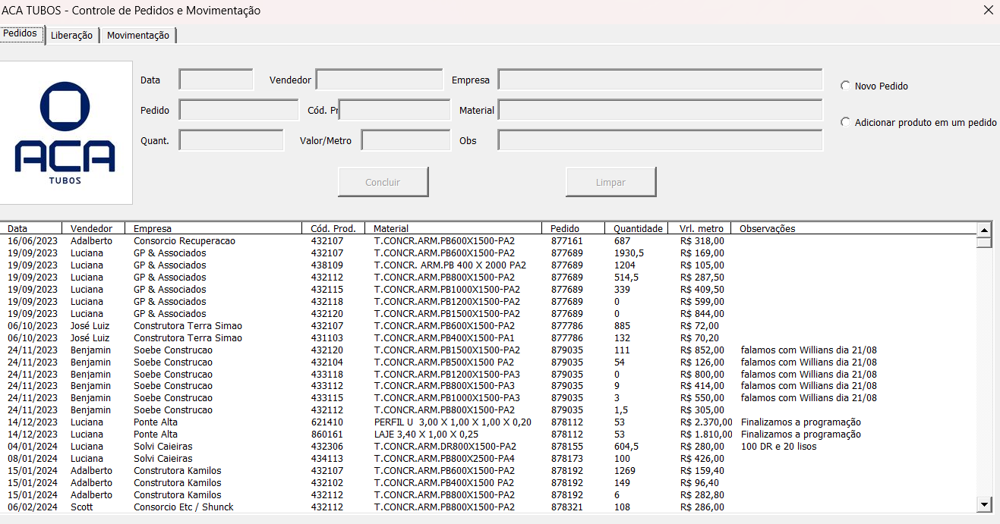 ACA TUBOS - Controle de Pedidos e Movimentação
Pedidos Liberação Movimentação
Data Vendedor Empresa
Novo Pedido
Pedido Cód. Pr Material
Adicionar produto em um pedido
Quant. Valor/Metro Obs
ACA
TUBOS
Concluir Limpar
Data Vendedor Empresa Cód. Prod. Material Pedido Quantidade Vrl. metro Observações
16/06/2023 Adalberto Consorcio Recuperacao 432107 T.CONCR.ARM.PB600X1500-PA2 877161 687 R$ 318,00
19/09/2023 Luciana GP & Associados 432107 T.CONCR.ARM.PB600X1500-PA2 877689 1930,5 R$ 169,00
19/09/2023 Luciana GP & Associados 438109 T.CONCR. ARM.PB 400 X 2000 PA2 877689 1204 R$ 105,00
19/09/2023 Luciana GP & Associados 432112 T.CONCR.ARM.PB800X1500-PA2 877689 514,5 R$ 287,50
19/09/2023 Luciana GP & Associados 432115 T.CONCR.ARM.PB1000X1500-PA2 877689 339 R$ 409,50
19/09/2023 Luciana GP & Associados 432118 T.CONCR.ARM.PB1200X1500-PA2 877689 0 R$ 599,00
19/09/2023 Luciana GP & Associados 432120 T.CONCR.ARM.PB1500X1500-PA2 877689 0 R$ 844,00
06/10/2023 José Luiz Construtora Terra Simao 432107 T.CONCR.ARM.PB600X1500-PA2 877786 885 R$ 72,00
06/10/2023 José Luiz Construtora Terra Simao 431103 T.CONCR.ARM.PB400X1500-PA1 877786 132 R$ 70,20
24/11/2023 Benjamin Soebe Construcao 432120 T.CONCR.ARM.PB1500X1500-PA2 879035 111 R$ 852,00 falamos com Willians dia 21/08
24/11/2023 Benjamin Soebe Construcao 432104 T.CONCR.ARM.PB500X1500 PA2 879035 54 R$ 126,00 falamos com Willians dia 21/08
24/11/2023 Benjamin Soebe Construcao 433118 T.CONCR.ARM.PB1200X1500-PA3 879035 0 R$ 800,00 falamos com Willians dia 21/08
24/11/2023 Benjamin Soebe Construcao 433112 T.CONCR.ARM.PB800X1500-PA3 879035 9 R$ 414,00 falamos com Willians dia 21/08
24/11/2023 Benjamin Soebe Construcao 433115 T.CONCR.ARM.PB1000X1500-PA3 879035 3 R$ 550,00 falamos com Willians dia 21/08
24/11/2023 Benjamin Soebe Construcao 432112 T.CONCR.ARM.PB800X1500-PA2 879035 1,5 R$ 305,00
14/12/2023 Luciana Ponte Alta 621410 PERFIL U 3,00 X 1,00 X 1,00 X 0,20 878112 53 R$ 2.370,00 Finalizamos a programação
14/12/2023 Luciana Ponte Alta 860161 LAJE 3,40 X 1,00 X 0,25 878112 53 R$ 1.810,00 Finalizamos a programação
04/01/2024 Luciana Solvi Caieiras 432306 T.CONCR.ARM.DR800X1500-PA2 878155 604,5 R$ 280,00 100 DR e 20 lisos
08/01/2024 Luciana Solvi Caieiras 434113 T.CONCR.ARM.PB800X2500-PA4 878173 100 R$ 426,00
15/01/2024 Adalberto Construtora Kamilos 432107 T.CONCR.ARM.PB600X1500-PA2 878192 1269 R$ 159,40
15/01/2024 Adalberto Construtora Kamilos 432102 T.CONCR.ARM.PB400X1500 PA2 878192 149 R$ 96,40
15/01/2024 Adalberto Construtora Kamilos 432112 T.CONCR.ARM.PB800X1500-PA2 878192 6 R$ 282,80
06/02/2024 Scott Consorcio Etc / Shunck 432112 T.CONCR.ARM.PB800X1500-PA2 878321 108 R$ 286,00